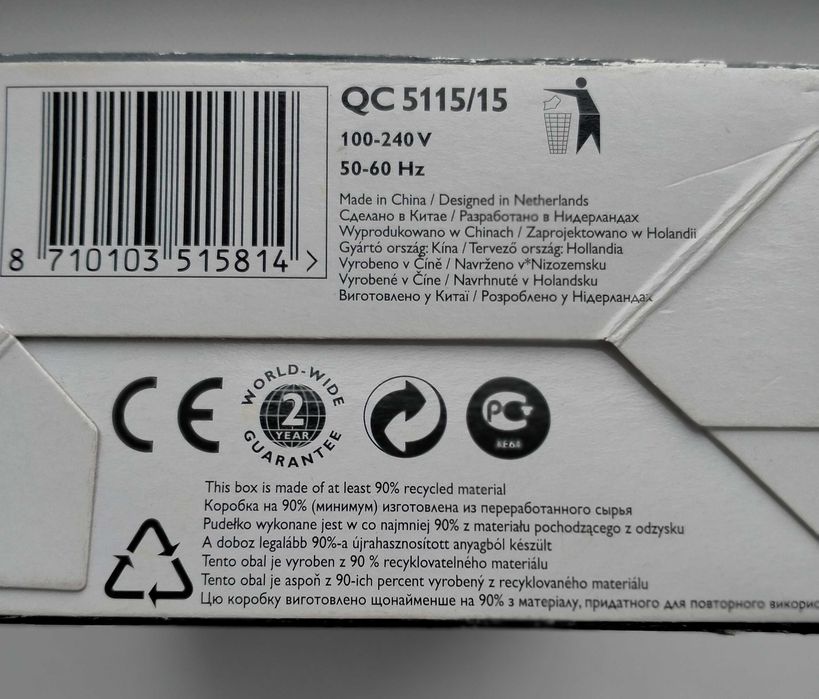 QC 5115/15
100-240 V
50-60 Hz
Made in China / Designed in Netherlands
Сделано в Китае / Разработано в Нидерландах
Wyprodukowano w Chinach / Zaprojektowano w Holandii
Gyártó ország: Kína / Tervező ország: Hollandia
Vyrobeno v Číně / Navrženo v*Nizozemsku
Vyrobené v Číne / Navrhnuté v Holandsku
Виготовлено у Китаї / Розроблено у Нідерландах
8 710103 515814 >
CE
WORLD-WIDE
2
YEAR
GUARANTEE
PC
This box is made of at least 90% recycled material
Коробка на 90% (минимум) изготовлена из переработанного сырья
Pudełko wykonane jest w co najmniej 90% z materiału pochodzącego z odzysku
A doboz legalább 90%-a újrahasznosított anyagból készült
Tento obal je vyroben z 90 % recyklovatelného materiálu
Tento obal je aspoň z 90-ich percent vyrobený z recyklovaného materiálu
Цю коробку виготовлено щонайменше на 90% з матеріалу, придатного для повторного